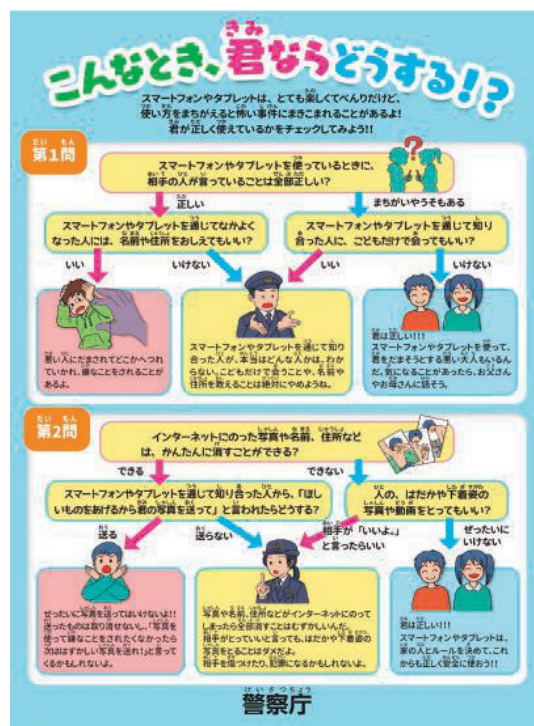 こんなとき、君ならどうする!?
スマートフォンやタブレットは、とても楽しくてべんりだけど、
使い方をまちがえると怖い事件にまきこまれることがあるよ!
君が正しく使えているかをチェックしてみよう!!
第1問
スマートフォンやタブレットを使っているときに、
相手の人が言っていることは全部正しい?
正しい
まちがいやうそもある
スマートフォンやタブレットを通じてなかよく
なった人には、名前や住所をおしえてもいい?
スマートフォンやタブレットを通じて知り
合った人に、こどもだけで会ってもいい?
いい
いけない
いい
いけない
悪い人にだまされてどこかへつれ
ていかれ、嫌なことをされることが
あるよ。
スマートフォンやタブレットを通じて知り
合った人が、本当はどんな人かは、わか
らない。こどもだけで会うことや、名前や
住所を教えることは絶対にやめようね。
君は正しい!!!
スマートフォンやタブレットを使って、
君をだまそうとする悪い大人もいるん
だ。気になることがあったら、お父さん
やお母さんに話そう。
第2問
インターネットにのった写真や名前、住所など
は、かんたんに消すことができる?
できる
できない
スマートフォンやタブレットを通じて知り合った人から、「ほし
いものをあげるから君の写真を送って」と言われたらどうする?
人の、はだかや下着姿の
写真や動画をとってもいい?
送る
送らない
相手が「いいよ。」
と言ったらいい
ぜったいに
いけない
ぜったいに写真を送ってはいけないよ!!
送ったものは取り消せないし、「写真を
使って嫌なことをされたくなかったら
次ははずかしい写真を送れ!」と言って
くるかもしれないよ。
写真や名前、住所などがインターネットにのって
しまったら全部消すことはむずかしいんだ。
相手がとっていいと言っても、はだかや下着姿の
写真をとることはダメだよ。
相手を傷つけたり、犯罪になるかもしれないよ。
君は正しい!!!
スマートフォンやタブレットは、
家の人とルールを決めて、これ
からも正しく安全に使おう!!
けいさつちょう
警察庁